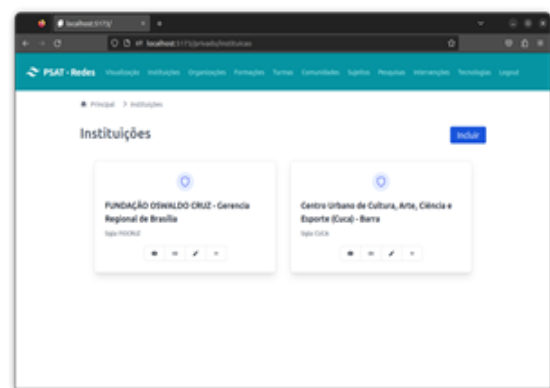 localhost:5173/
localhost:5173/privado/instituicao
PSAT - Redes Visualização Instituições Organizações Formações Turmas Comunidades Sujeitos Pesquisas Intervenções Tecnologias Logout
Principal > Instituições
Instituições
Incluir
FUNDAÇÃO OSWALDO CRUZ - Gerencia
Regional de Brasília
Sigla FIOCRUZ
Centro Urbano de Cultura, Arte, Ciência e
Esporte (Cuca) - Barra
Sigla CUCA